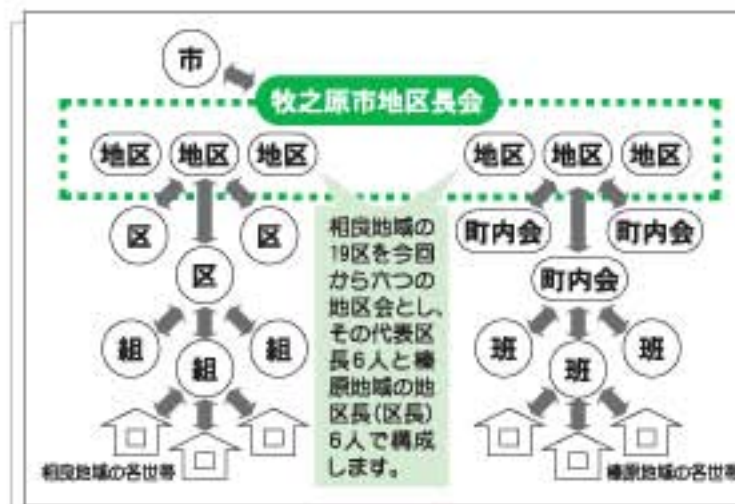 市
牧之原市地区長会
地区 地区 地区
地区 地区 地区
区 区
区
組 組
組
相良地域の各世帯
相良地域の
19区を今回
から六つの
地区会とし、
その代表区
長6人と榛
原地域の地
区長(区長)
6人で構成
します。
町内会 町内会
町内会
班 班
班
榛原地域の各世帯